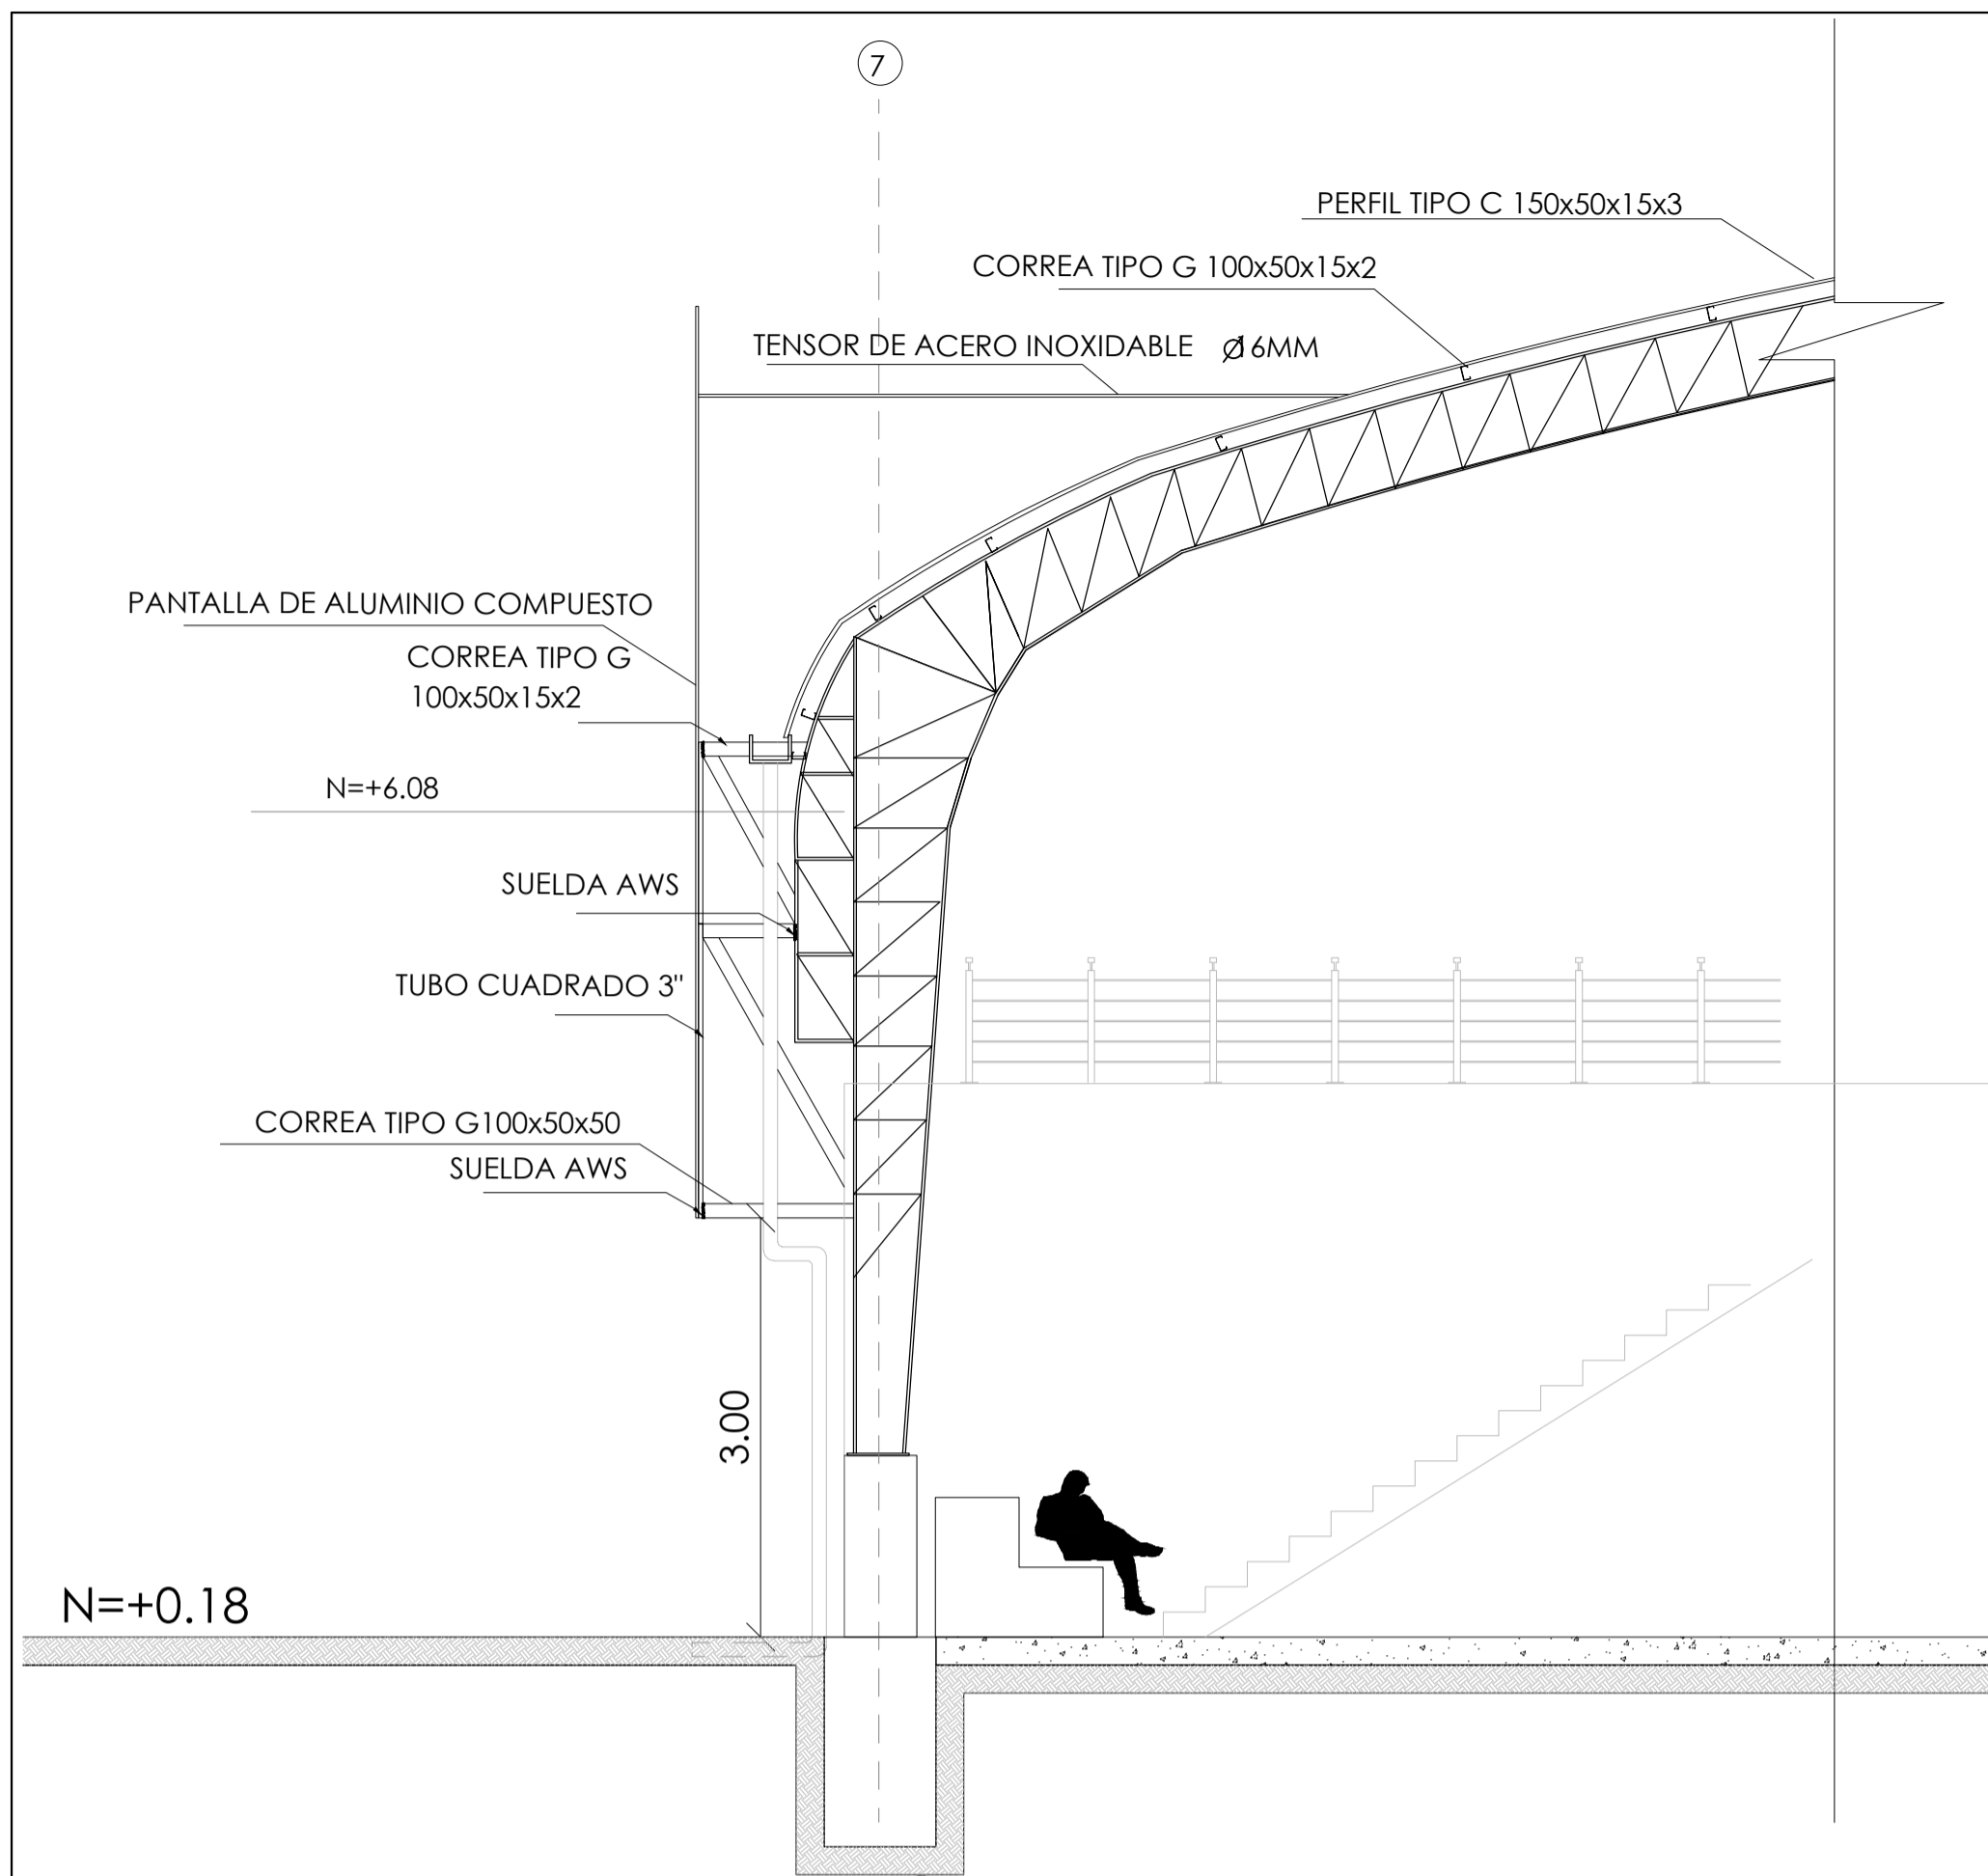 7
PERFIL TIPO C 150x50x15x3
CORREA TIPO G 100x50x15x2
TENSOR DE ACERO INOXIDABLE Ø16MM
PANTALLA DE ALUMINIO COMPUESTO
CORREA TIPO G
100x50x15x2
N=+6.08
SUELDA AWS
TUBO CUADRADO 3"
CORREA TIPO G100x50x50
SUELDA AWS
3.00
N=+0.18